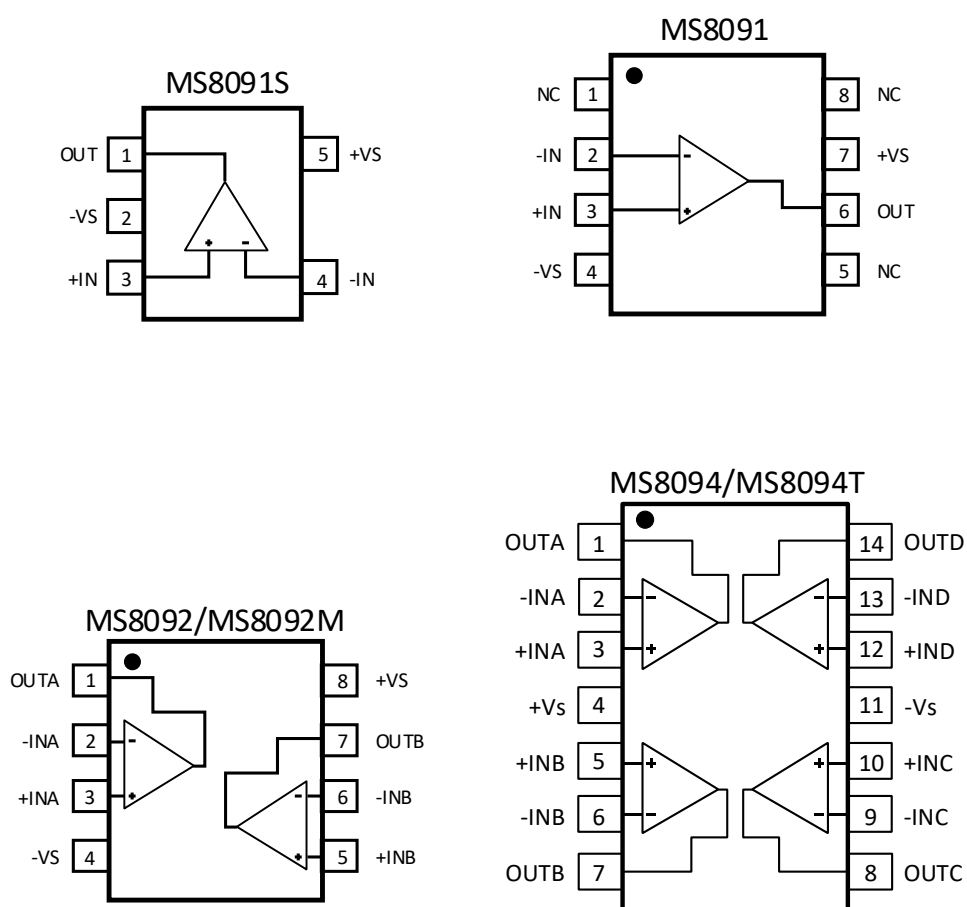 MS8091S
OUT 1 5 +VS
-VS 2
+IN 3 + - 4 -IN
MS8091
NC 1 8 NC
-IN 2 - 7 +VS
+IN 3 + 6 OUT
-VS 4 5 NC
MS8092/MS8092M
OUTA 1 8 +VS
-INA 2 - 7 OUTB
+INA 3 + - 6 -INB
-VS 4 + 5 +INB
MS8094/MS8094T
OUTA 1 14 OUTD
-INA 2 - - 13 -IND
+INA 3 + + 12 +IND
+Vs 4 11 -Vs
+INB 5 + + 10 +INC
-INB 6 - - 9 -INC
OUTB 7 8 OUTC